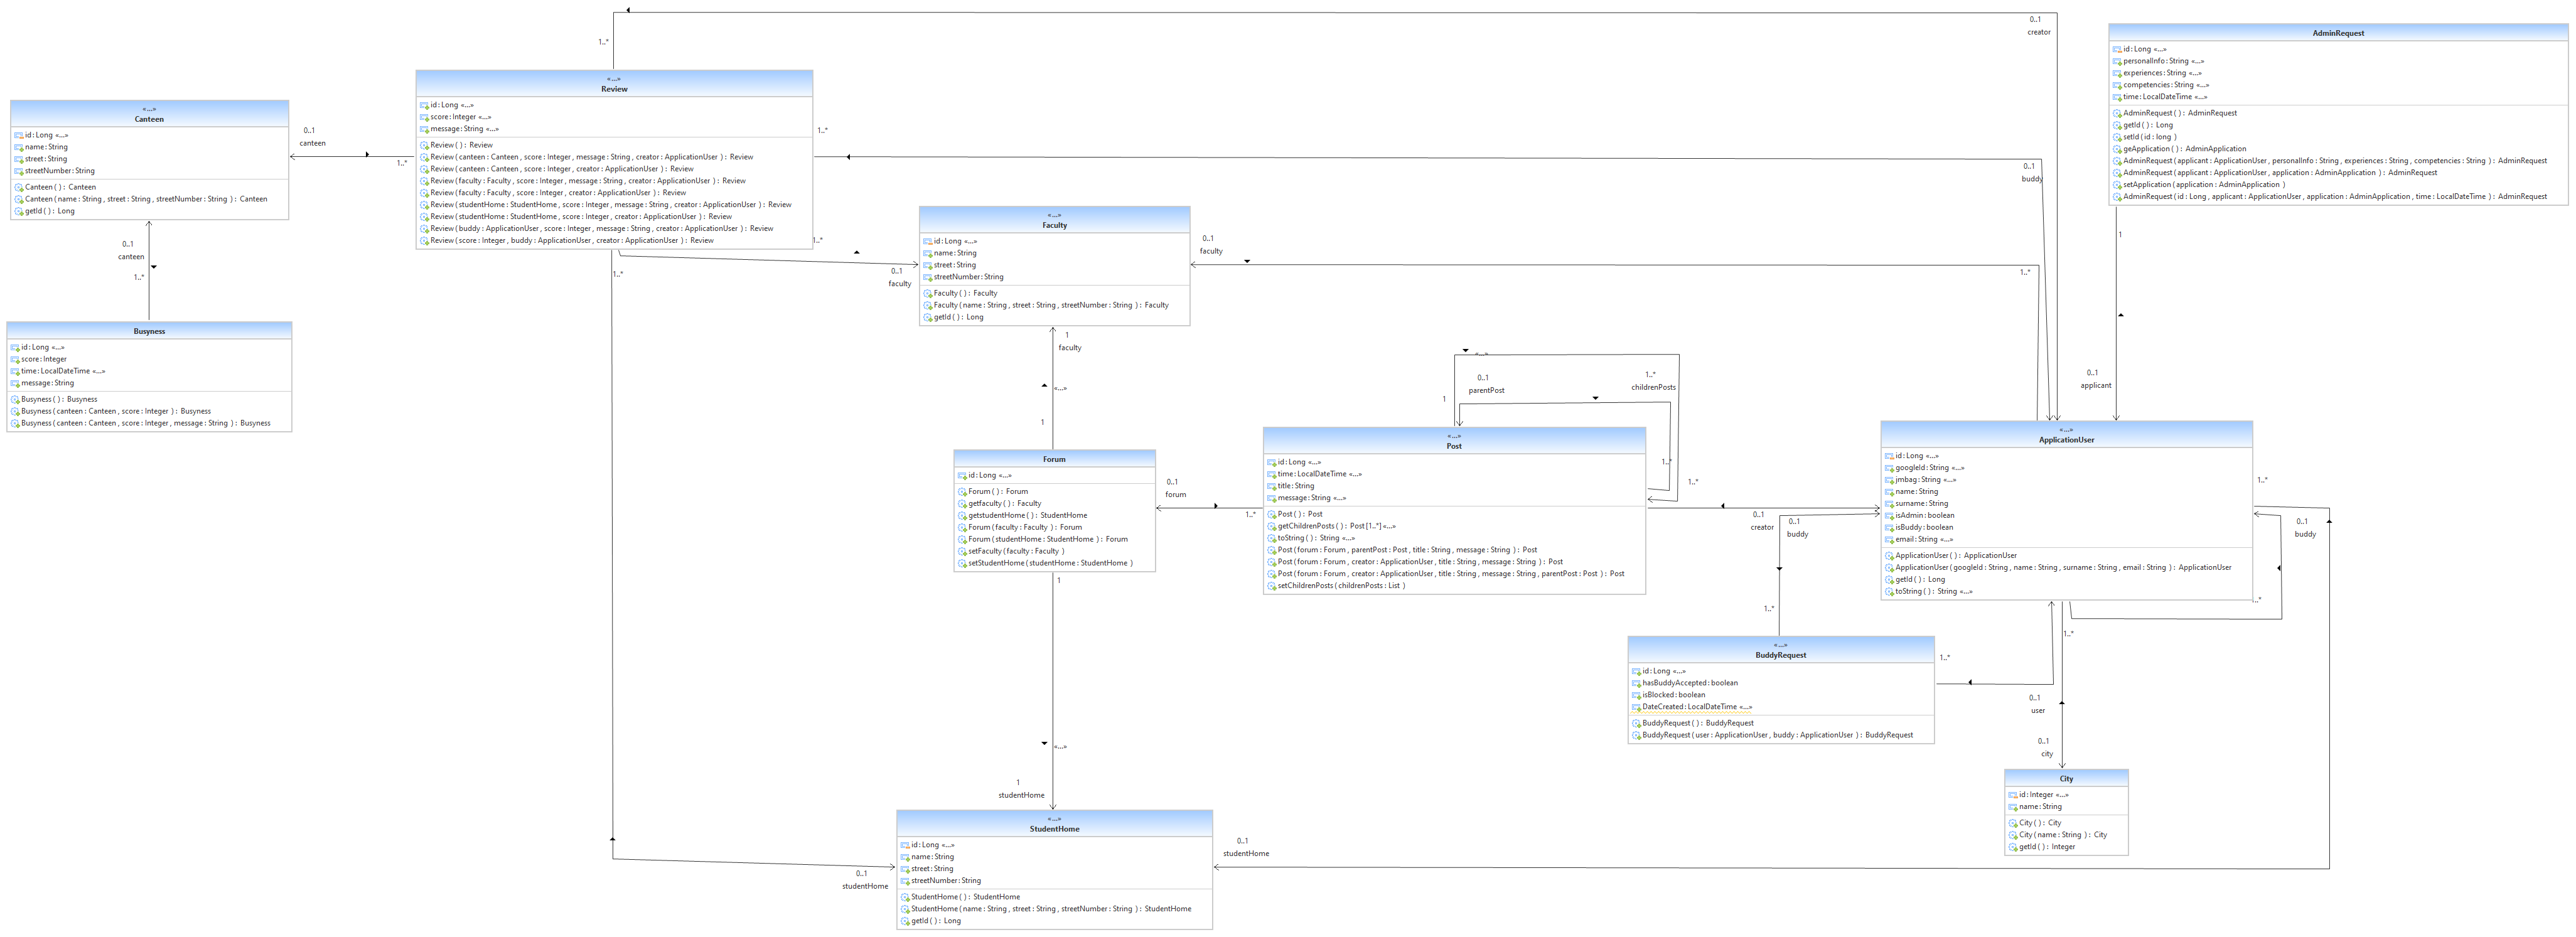 «...»
Review
id: Long «...»
score: Integer «...»
message: String «...»
Review ( ) : Review
Review ( canteen : Canteen , score : Integer , message : String , creator : ApplicationUser ) : Review
Review ( canteen : Canteen , score : Integer , creator : ApplicationUser ) : Review
Review ( faculty : Faculty , score : Integer , message : String , creator : ApplicationUser ) : Review
Review ( faculty : Faculty , score : Integer , creator : ApplicationUser ) : Review
Review ( studentHome : StudentHome , score : Integer , message : String , creator : ApplicationUser ) : Review
Review ( studentHome : StudentHome , score : Integer , creator : ApplicationUser ) : Review
Review ( buddy : ApplicationUser , score : Integer , message : String , creator : ApplicationUser ) : Review
Review ( score : Integer , buddy : ApplicationUser , creator : ApplicationUser ) : Review
1..*
0..1
creator
1..*
0..1
buddy
1..*
0..1
canteen
1..*
0..1
faculty
1..*
0..1
studentHome
«...»
Canteen
id: Long «...»
name: String
street: String
streetNumber: String
Canteen ( ) : Canteen
Canteen ( name : String , street : String , streetNumber : String ) : Canteen
getId ( ) : Long
0..1
canteen
1..*
Busyness
id: Long «...»
score: Integer
time: LocalDateTime «...»
message: String
Busyness ( ) : Busyness
Busyness ( canteen : Canteen , score : Integer ) : Busyness
Busyness ( canteen : Canteen , score : Integer , message : String ) : Busyness
«...»
Faculty
id: Long «...»
name: String
street: String
streetNumber: String
Faculty ( ) : Faculty
Faculty ( name : String , street : String , streetNumber : String ) : Faculty
getId ( ) : Long
0..1
faculty
1..*
1
faculty
«...»
1
Forum
id: Long «...»
Forum ( ) : Forum
getfaculty ( ) : Faculty
getstudentHome ( ) : StudentHome
Forum ( faculty : Faculty ) : Forum
Forum ( studentHome : StudentHome ) : Forum
setFaculty ( faculty : Faculty )
setStudentHome ( studentHome : StudentHome )
1
«...»
1
studentHome
0..1
forum
1..*
«...»
StudentHome
id: Long «...»
name: String
street: String
streetNumber: String
StudentHome ( ) : StudentHome
StudentHome ( name : String , street : String , streetNumber : String ) : StudentHome
getId ( ) : Long
0..1
studentHome
«...»
0..1
parentPost
1..*
childrenPosts
1
1..*
«...»
Post
id: Long «...»
time: LocalDateTime «...»
title: String
message: String «...»
Post ( ) : Post
getChildrenPosts ( ) : Post [1..*] «...»
toString ( ) : String «...»
Post ( forum : Forum , parentPost : Post , title : String , message : String ) : Post
Post ( forum : Forum , creator : ApplicationUser , title : String , message : String ) : Post
Post ( forum : Forum , creator : ApplicationUser , title : String , message : String , parentPost : Post ) : Post
setChildrenPosts ( childrenPosts : List )
1..*
0..1
creator
0..1
buddy
1..*
AdminRequest
id: Long «...»
personalInfo: String «...»
experiences: String «...»
competencies: String «...»
time: LocalDateTime «...»
AdminRequest ( ) : AdminRequest
getId ( ) : Long
setId ( id : long )
geApplication ( ) : AdminApplication
AdminRequest ( applicant : ApplicationUser , personalInfo : String , experiences : String , competencies : String ) : AdminRequest
AdminRequest ( applicant : ApplicationUser , application : AdminApplication ) : AdminRequest
setApplication ( application : AdminApplication )
AdminRequest ( id : Long , applicant : ApplicationUser , application : AdminApplication , time : LocalDateTime ) : AdminRequest
1
0..1
applicant
«...»
ApplicationUser
id: Long «...»
googleId: String «...»
jmbag: String «...»
name: String
surname: String
isAdmin: boolean
isBuddy: boolean
email: String «...»
ApplicationUser ( ) : ApplicationUser
ApplicationUser ( googleId : String , name : String , surname : String , email : String ) : ApplicationUser
getId ( ) : Long
toString ( ) : String «...»
1..*
0..1
buddy
1..*
1..*
«...»
BuddyRequest
id: Long «...»
hasBuddyAccepted: boolean
isBlocked: boolean
DateCreated: LocalDateTime «...»
BuddyRequest ( ) : BuddyRequest
BuddyRequest ( user : ApplicationUser , buddy : ApplicationUser ) : BuddyRequest
1..*
0..1
user
0..1
city
City
id: Integer «...»
name: String
City ( ) : City
City ( name : String ) : City
getId ( ) : Integer